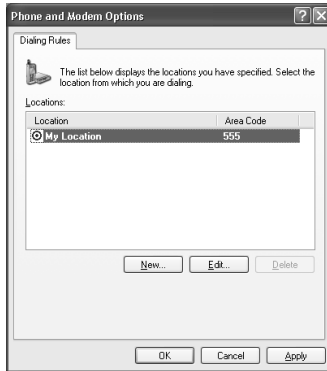 Phone and Modem Options
Dialing Rules
The list below displays the locations you have specified. Select the
location from which you are dialing.
Locations:
Location Area Code
My Location 555
New... Edit... Delete
OK Cancel Apply